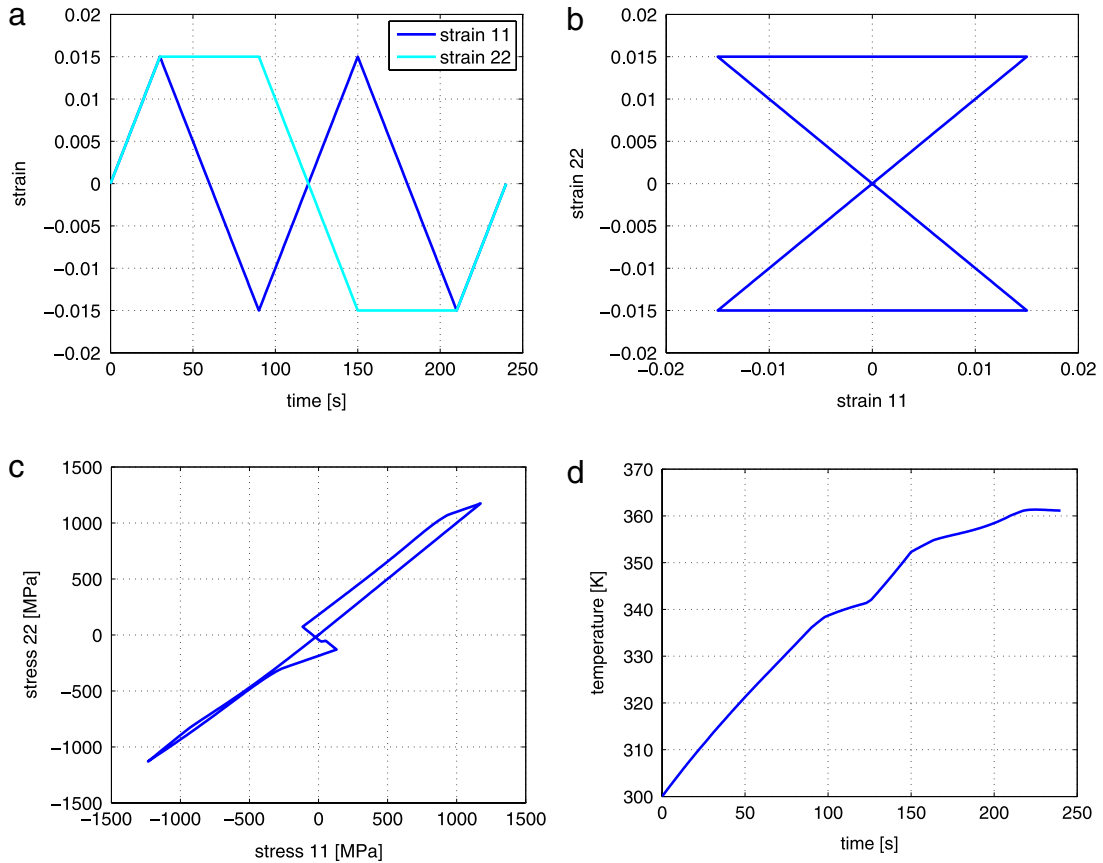 a
0.02
0.015
0.01
0.005
0
−0.005
−0.01
−0.015
−0.02
strain
0 50 100 150 200 250
time [s]
strain 11
strain 22
b
0.02
0.015
0.01
0.005
0
−0.005
−0.01
−0.015
−0.02
strain 22
−0.02 −0.01 0 0.01 0.02
strain 11
c
1500
1000
500
0
−500
−1000
−1500
stress 22 [MPa]
−1500 −1000 −500 0 500 1000 1500
stress 11 [MPa]
d
370
360
350
340
330
320
310
300
temperature [K]
0 50 100 150 200 250
time [s]